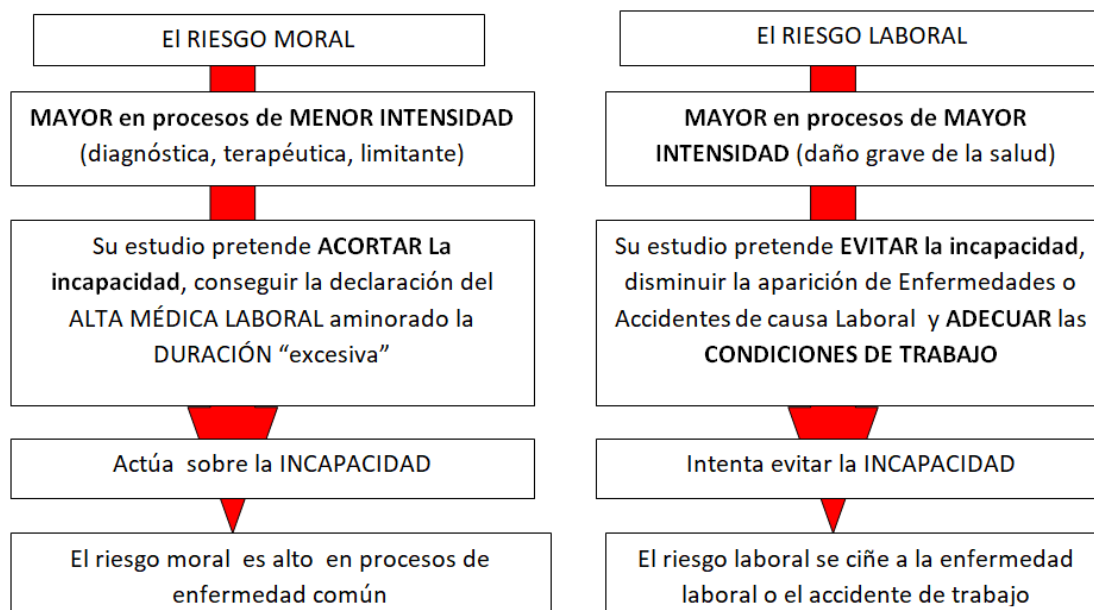 El RIESGO MORAL
MAYOR en procesos de MENOR INTENSIDAD
(diagnóstica, terapéutica, limitante)
Su estudio pretende ACORTAR La
incapacidad, conseguir la declaración del
ALTA MÉDICA LABORAL aminorado la
DURACIÓN “excesiva”
Actúa sobre la INCAPACIDAD
El riesgo moral es alto en procesos de
enfermedad común
El RIESGO LABORAL
MAYOR en procesos de MAYOR
INTENSIDAD (daño grave de la salud)
Su estudio pretende EVITAR la incapacidad,
disminuir la aparición de Enfermedades o
Accidentes de causa Laboral y ADECUAR las
CONDICIONES DE TRABAJO
Intenta evitar la INCAPACIDAD
El riesgo laboral se ciñe a la enfermedad
laboral o el accidente de trabajo